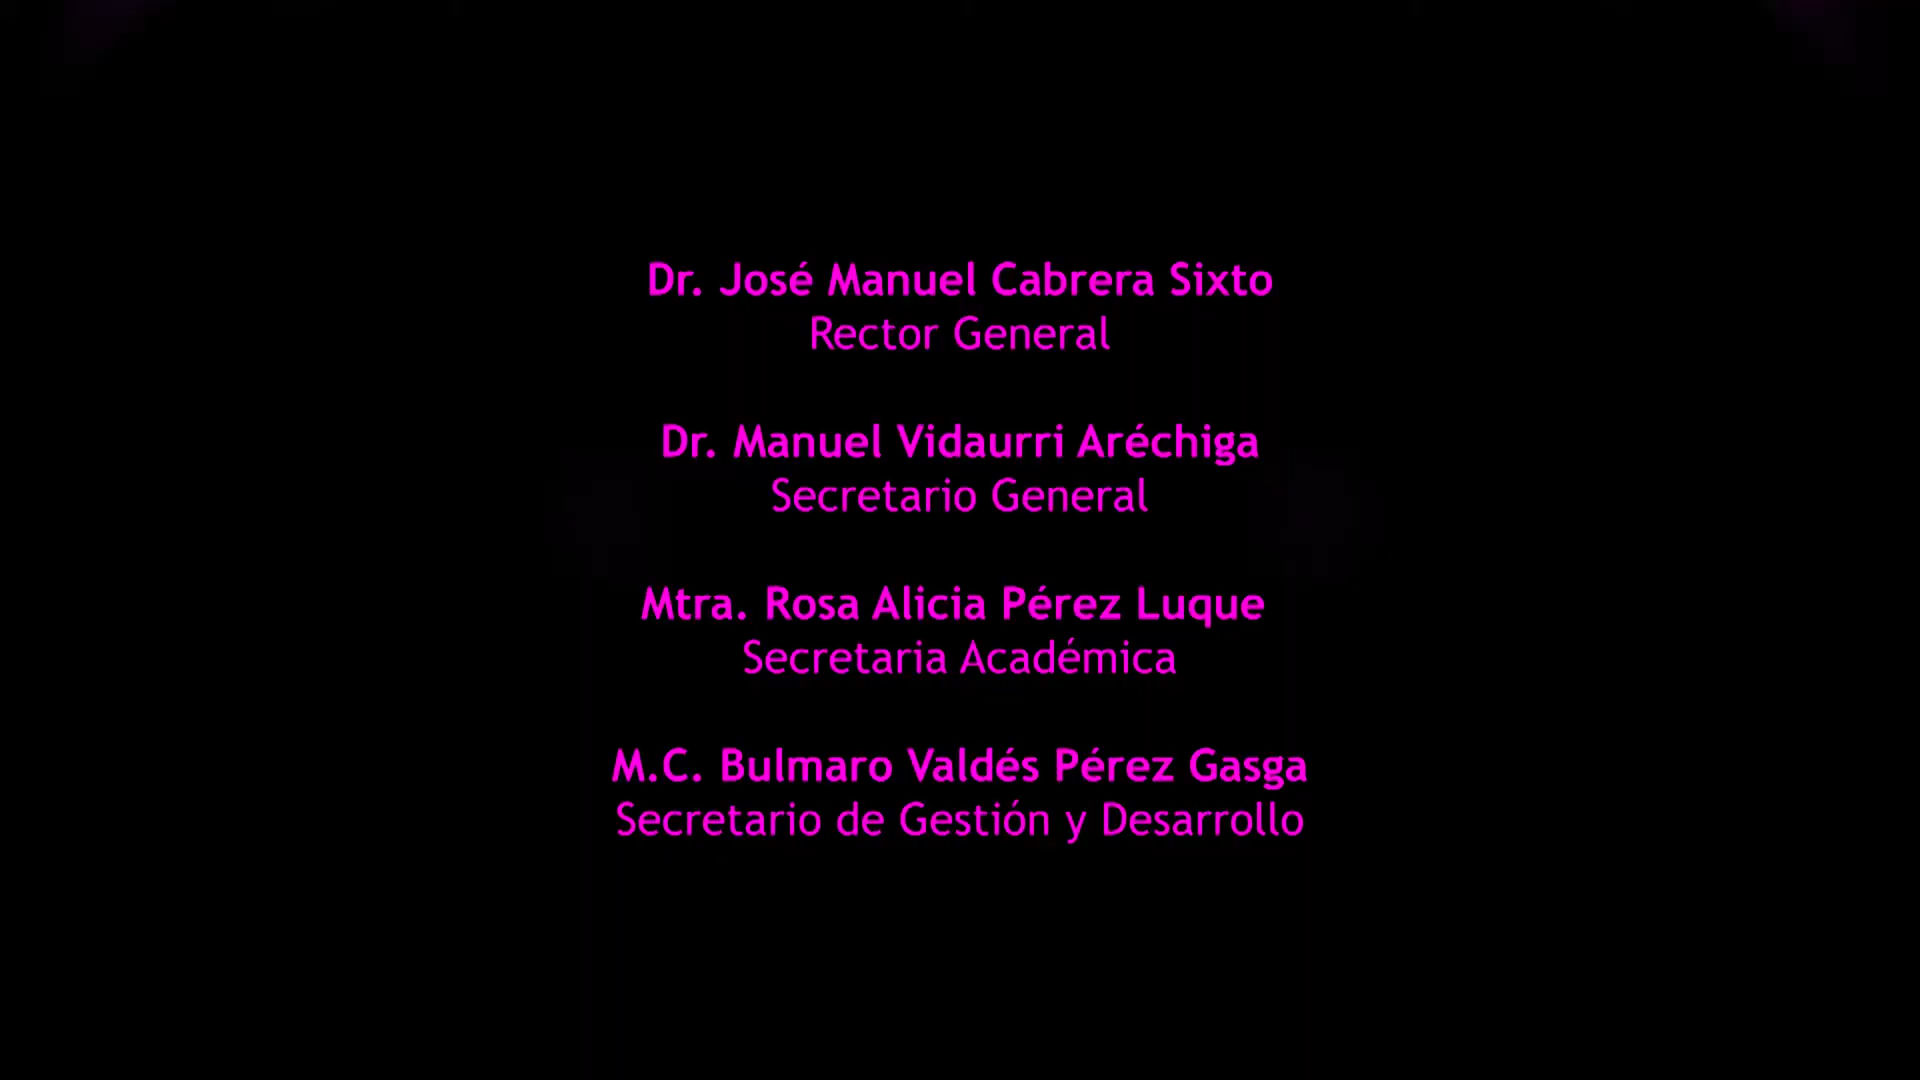 Dr. José Manuel Cabrera Sixto
Rector General
Dr. Manuel Vidaurri Aréchiga
Secretario General
Mtra. Rosa Alicia Pérez Luque
Secretaria Académica
M.C. Bulmaro Valdés Pérez Gasga
Secretario de Gestión y Desarrollo